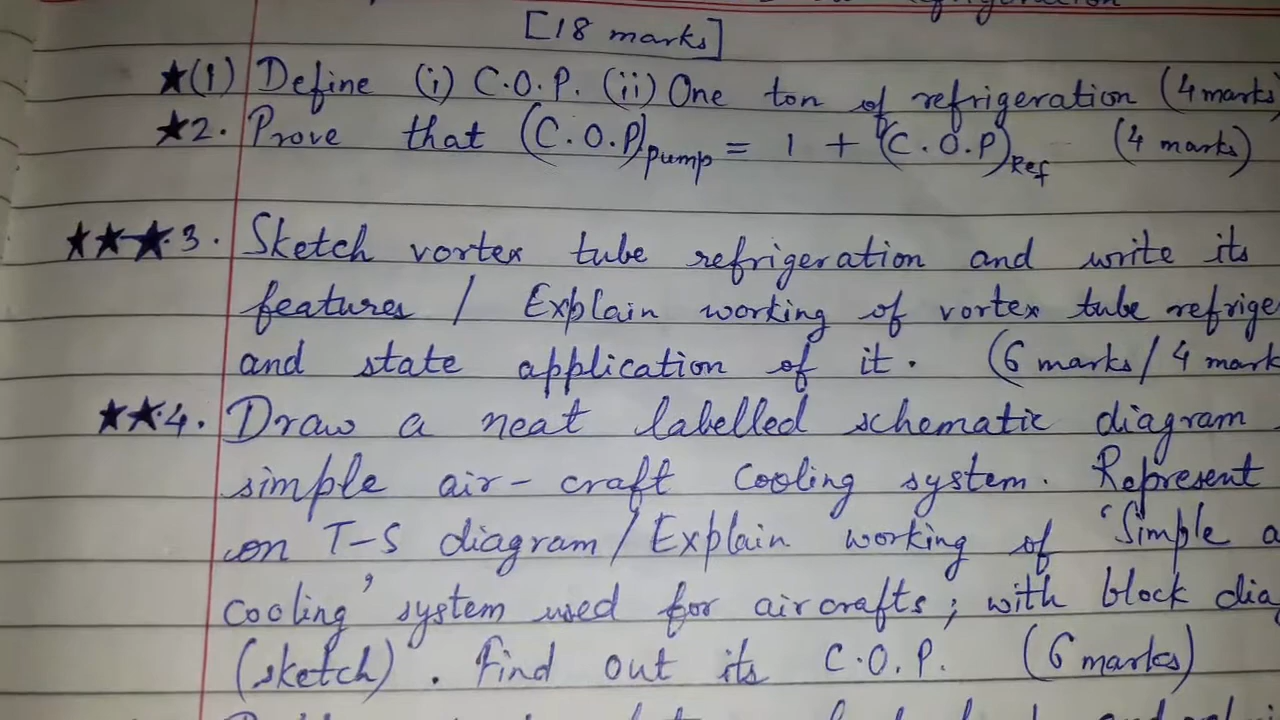 Refrigeration
[18 marks]
★(1) Define (i) C.O.P. (ii) One ton of refrigeration (4 marks)
★2. Prove that (C.O.P)pump = 1 + (C.O.P)Ref (4 marks)
★★★3. Sketch vortex tube refrigeration and write its
features / Explain working of vortex tube refrige
and state application of it. (6 marks/4 mark
★★4. Draw a neat labelled schematic diagram
simple air-craft cooling system. Represent
on T-S diagram/Explain working of 'Simple a
cooling' system used for aircrafts; with block dia
(sketch). Find out its C.O.P. (6 marks)